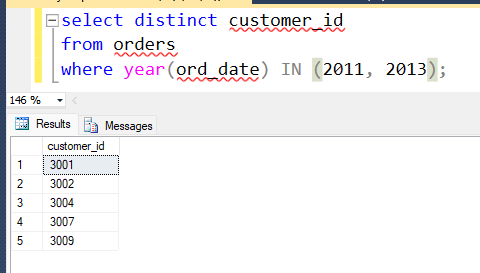 select distinct customer_id
from orders
where year(ord_date) IN (2011, 2013);
146 %
Results Messages
customer_id
1 3001
2 3002
3 3004
4 3007
5 3009